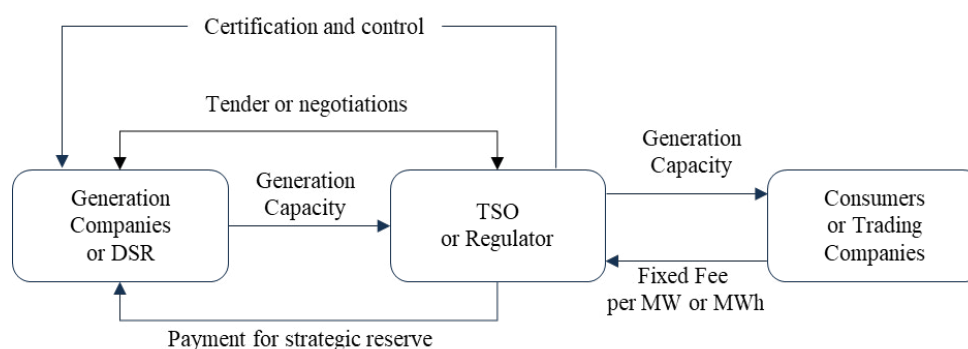 Certification and control
Tender or negotiations
Generation
Companies
or DSR
Generation
Capacity
TSO
or Regulator
Generation
Capacity
Consumers
or Trading
Companies
Fixed Fee
per MW or MWh
Payment for strategic reserve